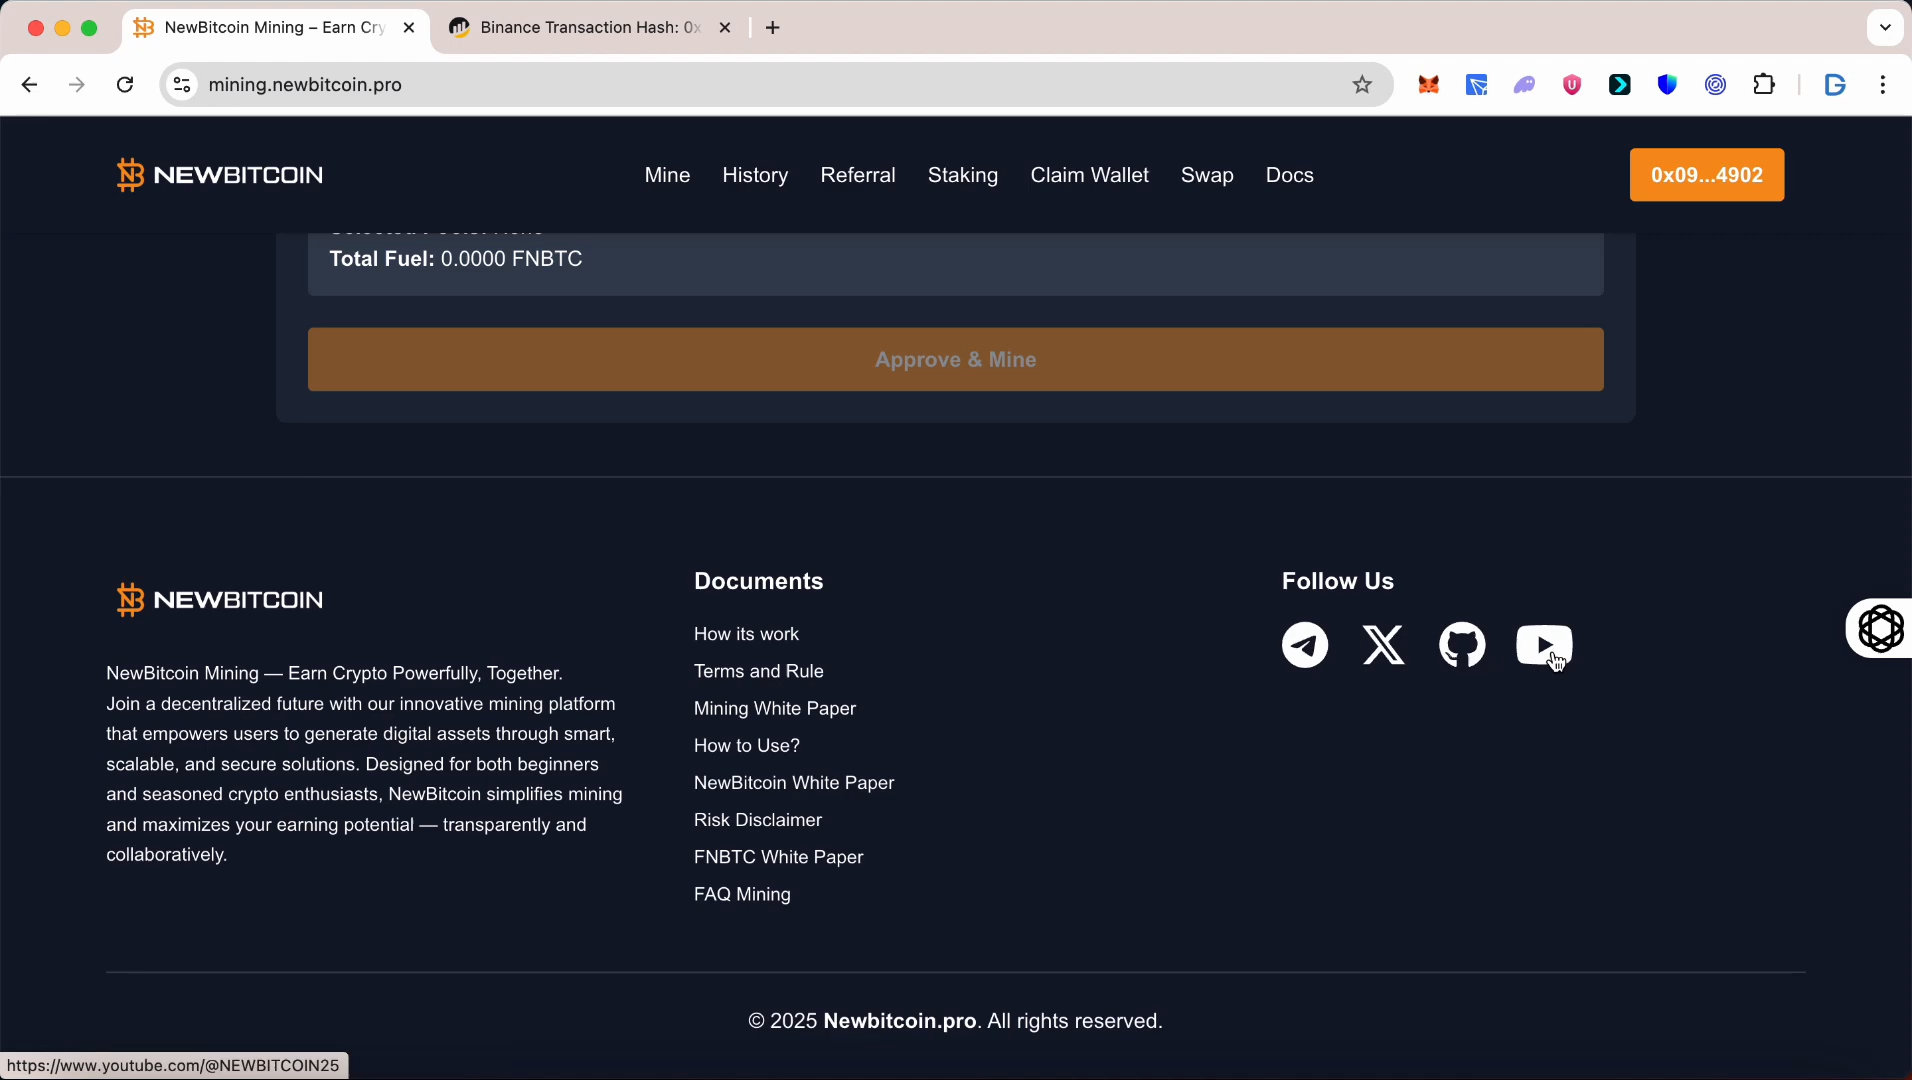 NewBitcoin Mining – Earn Cry
Binance Transaction Hash: 0x
mining.newbitcoin.pro
NEWBITCOIN
Mine
History
Referral
Staking
Claim Wallet
Swap
Docs
0x09...4902
Total Fuel: 0.0000 FNBTC
Approve & Mine
NEWBITCOIN
NewBitcoin Mining — Earn Crypto Powerfully, Together.
Join a decentralized future with our innovative mining platform
that empowers users to generate digital assets through smart,
scalable, and secure solutions. Designed for both beginners
and seasoned crypto enthusiasts, NewBitcoin simplifies mining
and maximizes your earning potential — transparently and
collaboratively.
Documents
How its work
Terms and Rule
Mining White Paper
How to Use?
NewBitcoin White Paper
Risk Disclaimer
FNBTC White Paper
FAQ Mining
Follow Us
© 2025 Newbitcoin.pro. All rights reserved.
https://www.youtube.com/@NEWBITCOIN25